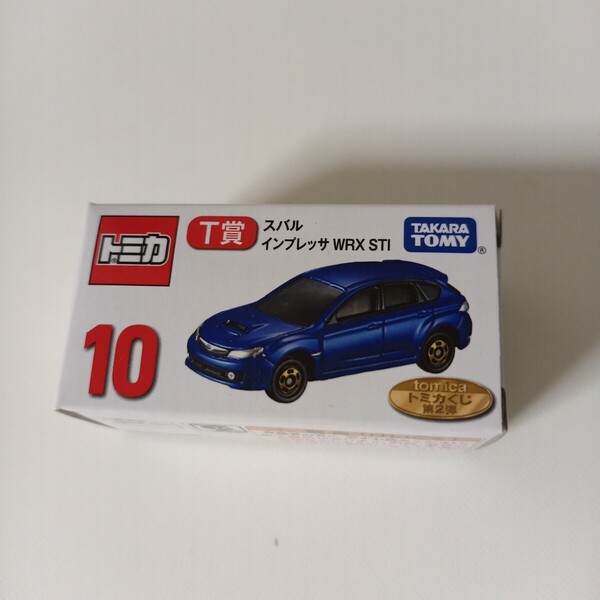 トミカ
T賞
スバル
インプレッサ WRX STI
TAKARA
TOMY
®
10
tomica
トミカくじ
第2弾